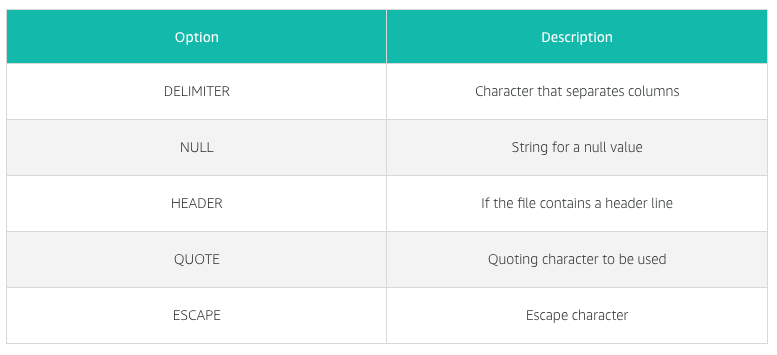 Option Description
DELIMITER Character that separates columns
NULL String for a null value
HEADER If the file contains a header line
QUOTE Quoting character to be used
ESCAPE Escape character